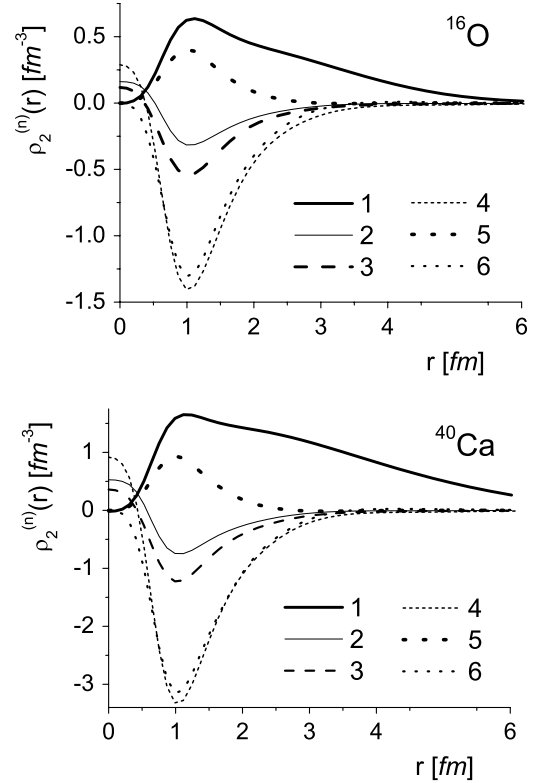 ¹⁶O
ρ₂⁽ⁿ⁾(r) [fm⁻³]
0.5
0.0
-0.5
-1.0
-1.5
1 4
2 5
3 6
0 1 2 3 4 5 6
r [fm]
⁴⁰Ca
ρ₂⁽ⁿ⁾(r) [fm⁻³]
1
0
-1
-2
-3
1 4
2 5
3 6
0 1 2 3 4 5 6
r [fm]